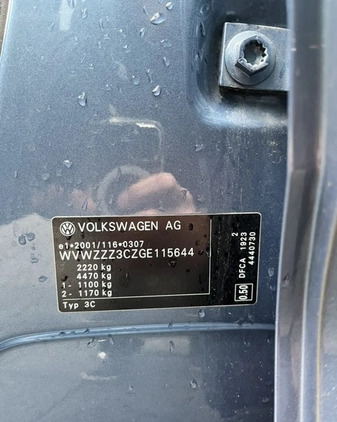 VOLKSWAGEN AG
e1*2001/116*0307
WVWZZZ3CZGE115644
2220 kg
4470 kg
1- 1100 kg
2- 1170 kg
Typ 3C
DFCA 1923 2
4440730
0.50